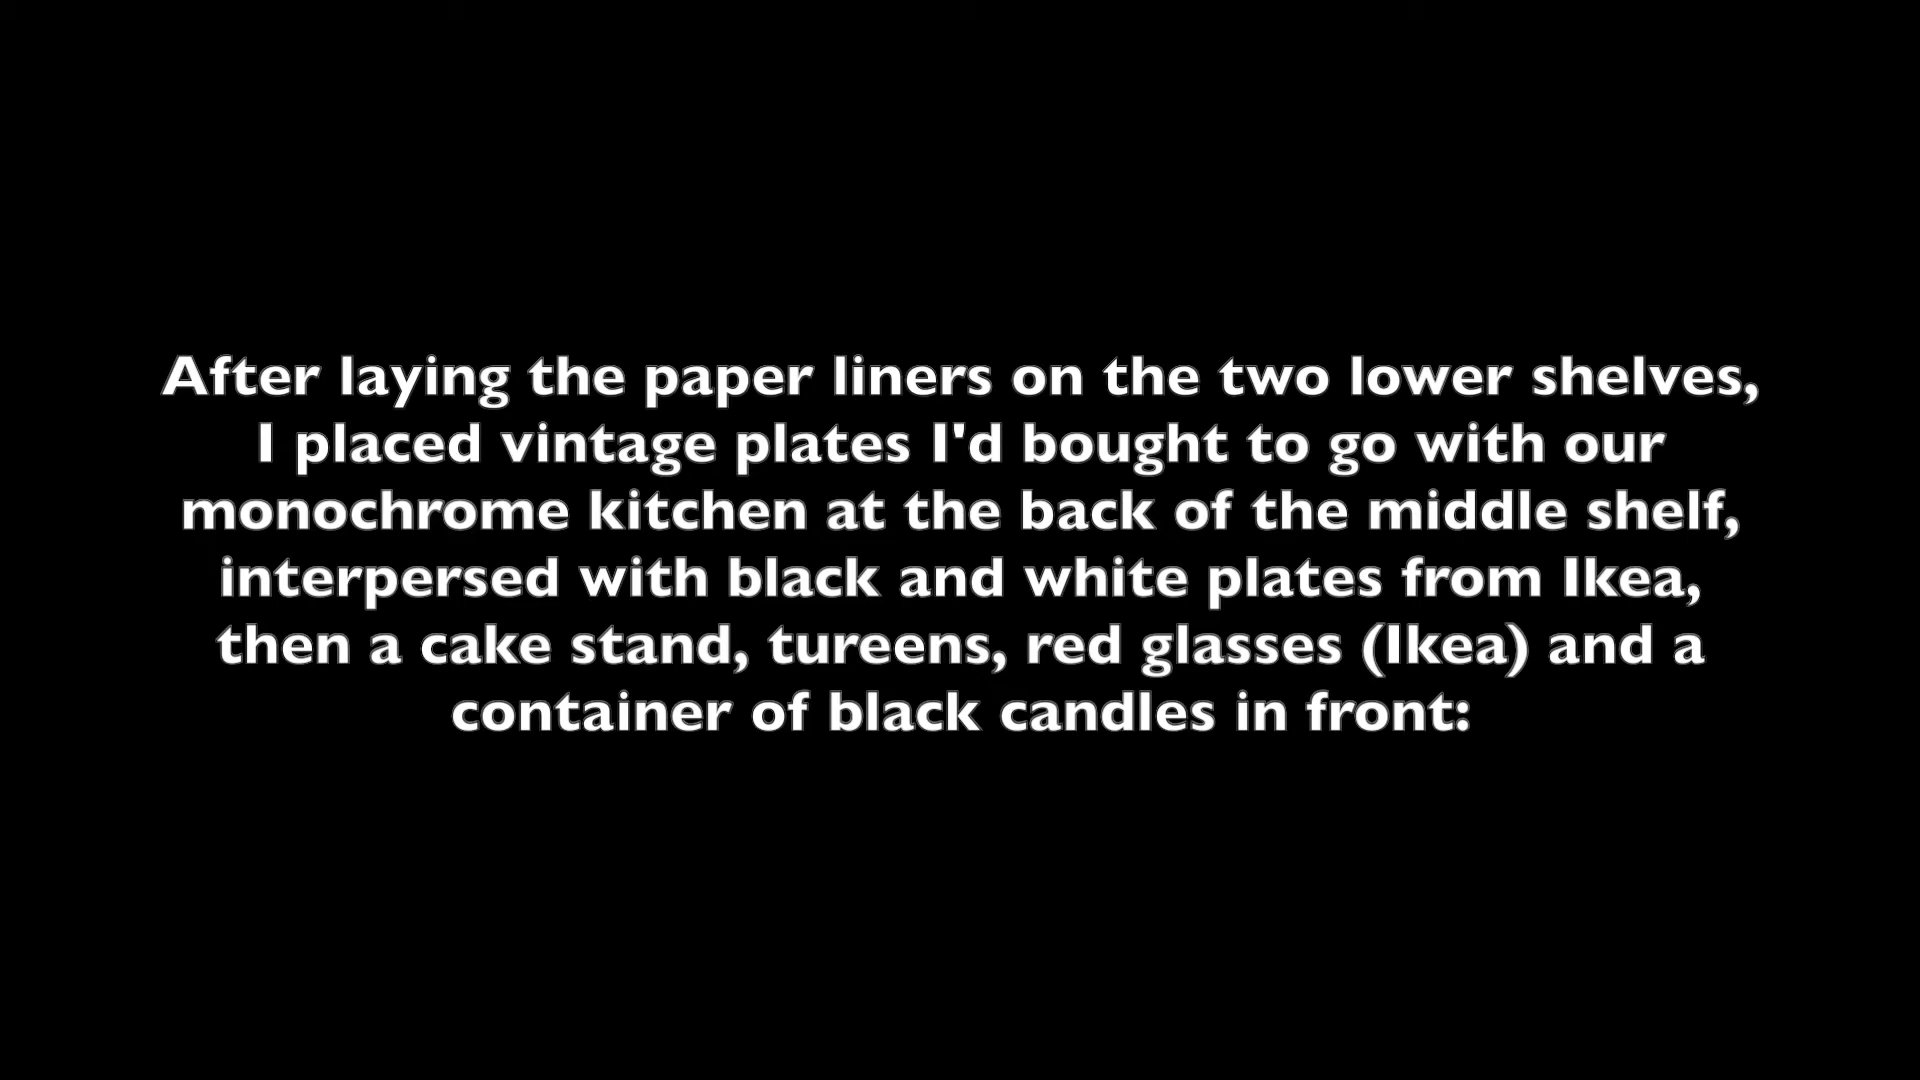 After laying the paper liners on the two lower shelves,
I placed vintage plates I'd bought to go with our
monochrome kitchen at the back of the middle shelf,
interpersed with black and white plates from Ikea,
then a cake stand, tureens, red glasses (Ikea) and a
container of black candles in front: